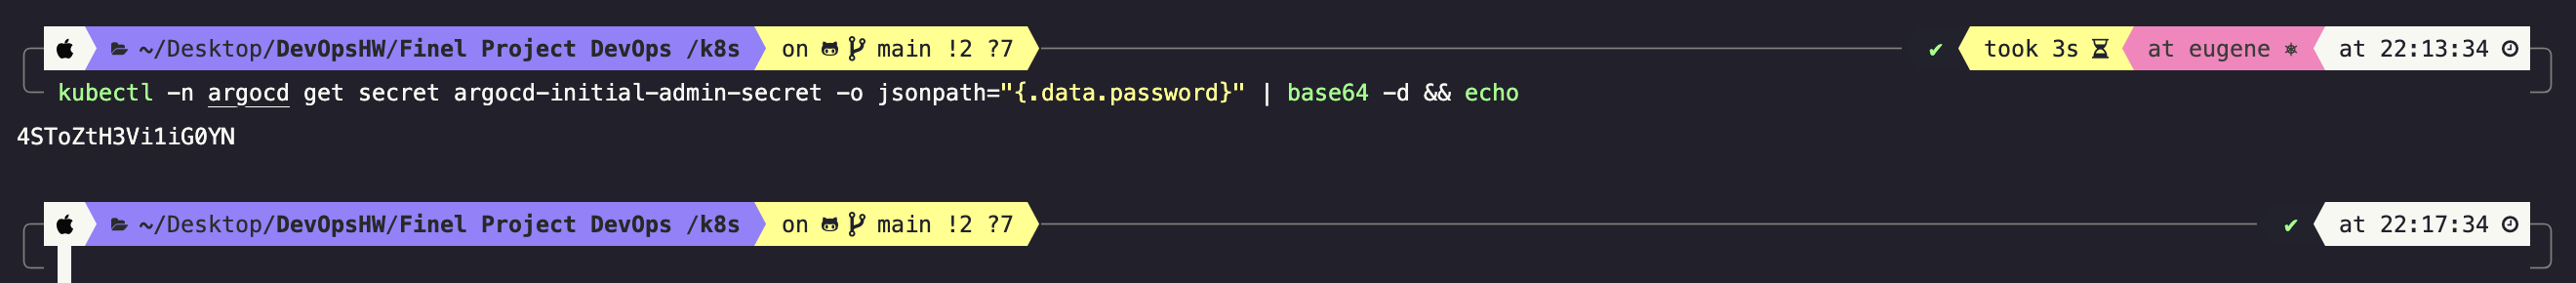 ~/Desktop/DevOpsHW/Finel Project DevOps /k8s on main !2 ?7 ✔ took 3s at eugene at 22:13:34
kubectl -n argocd get secret argocd-initial-admin-secret -o jsonpath="{.data.password}" | base64 -d && echo
4SToZtH3Vi1iG0YN
~/Desktop/DevOpsHW/Finel Project DevOps /k8s on main !2 ?7 ✔ at 22:17:34